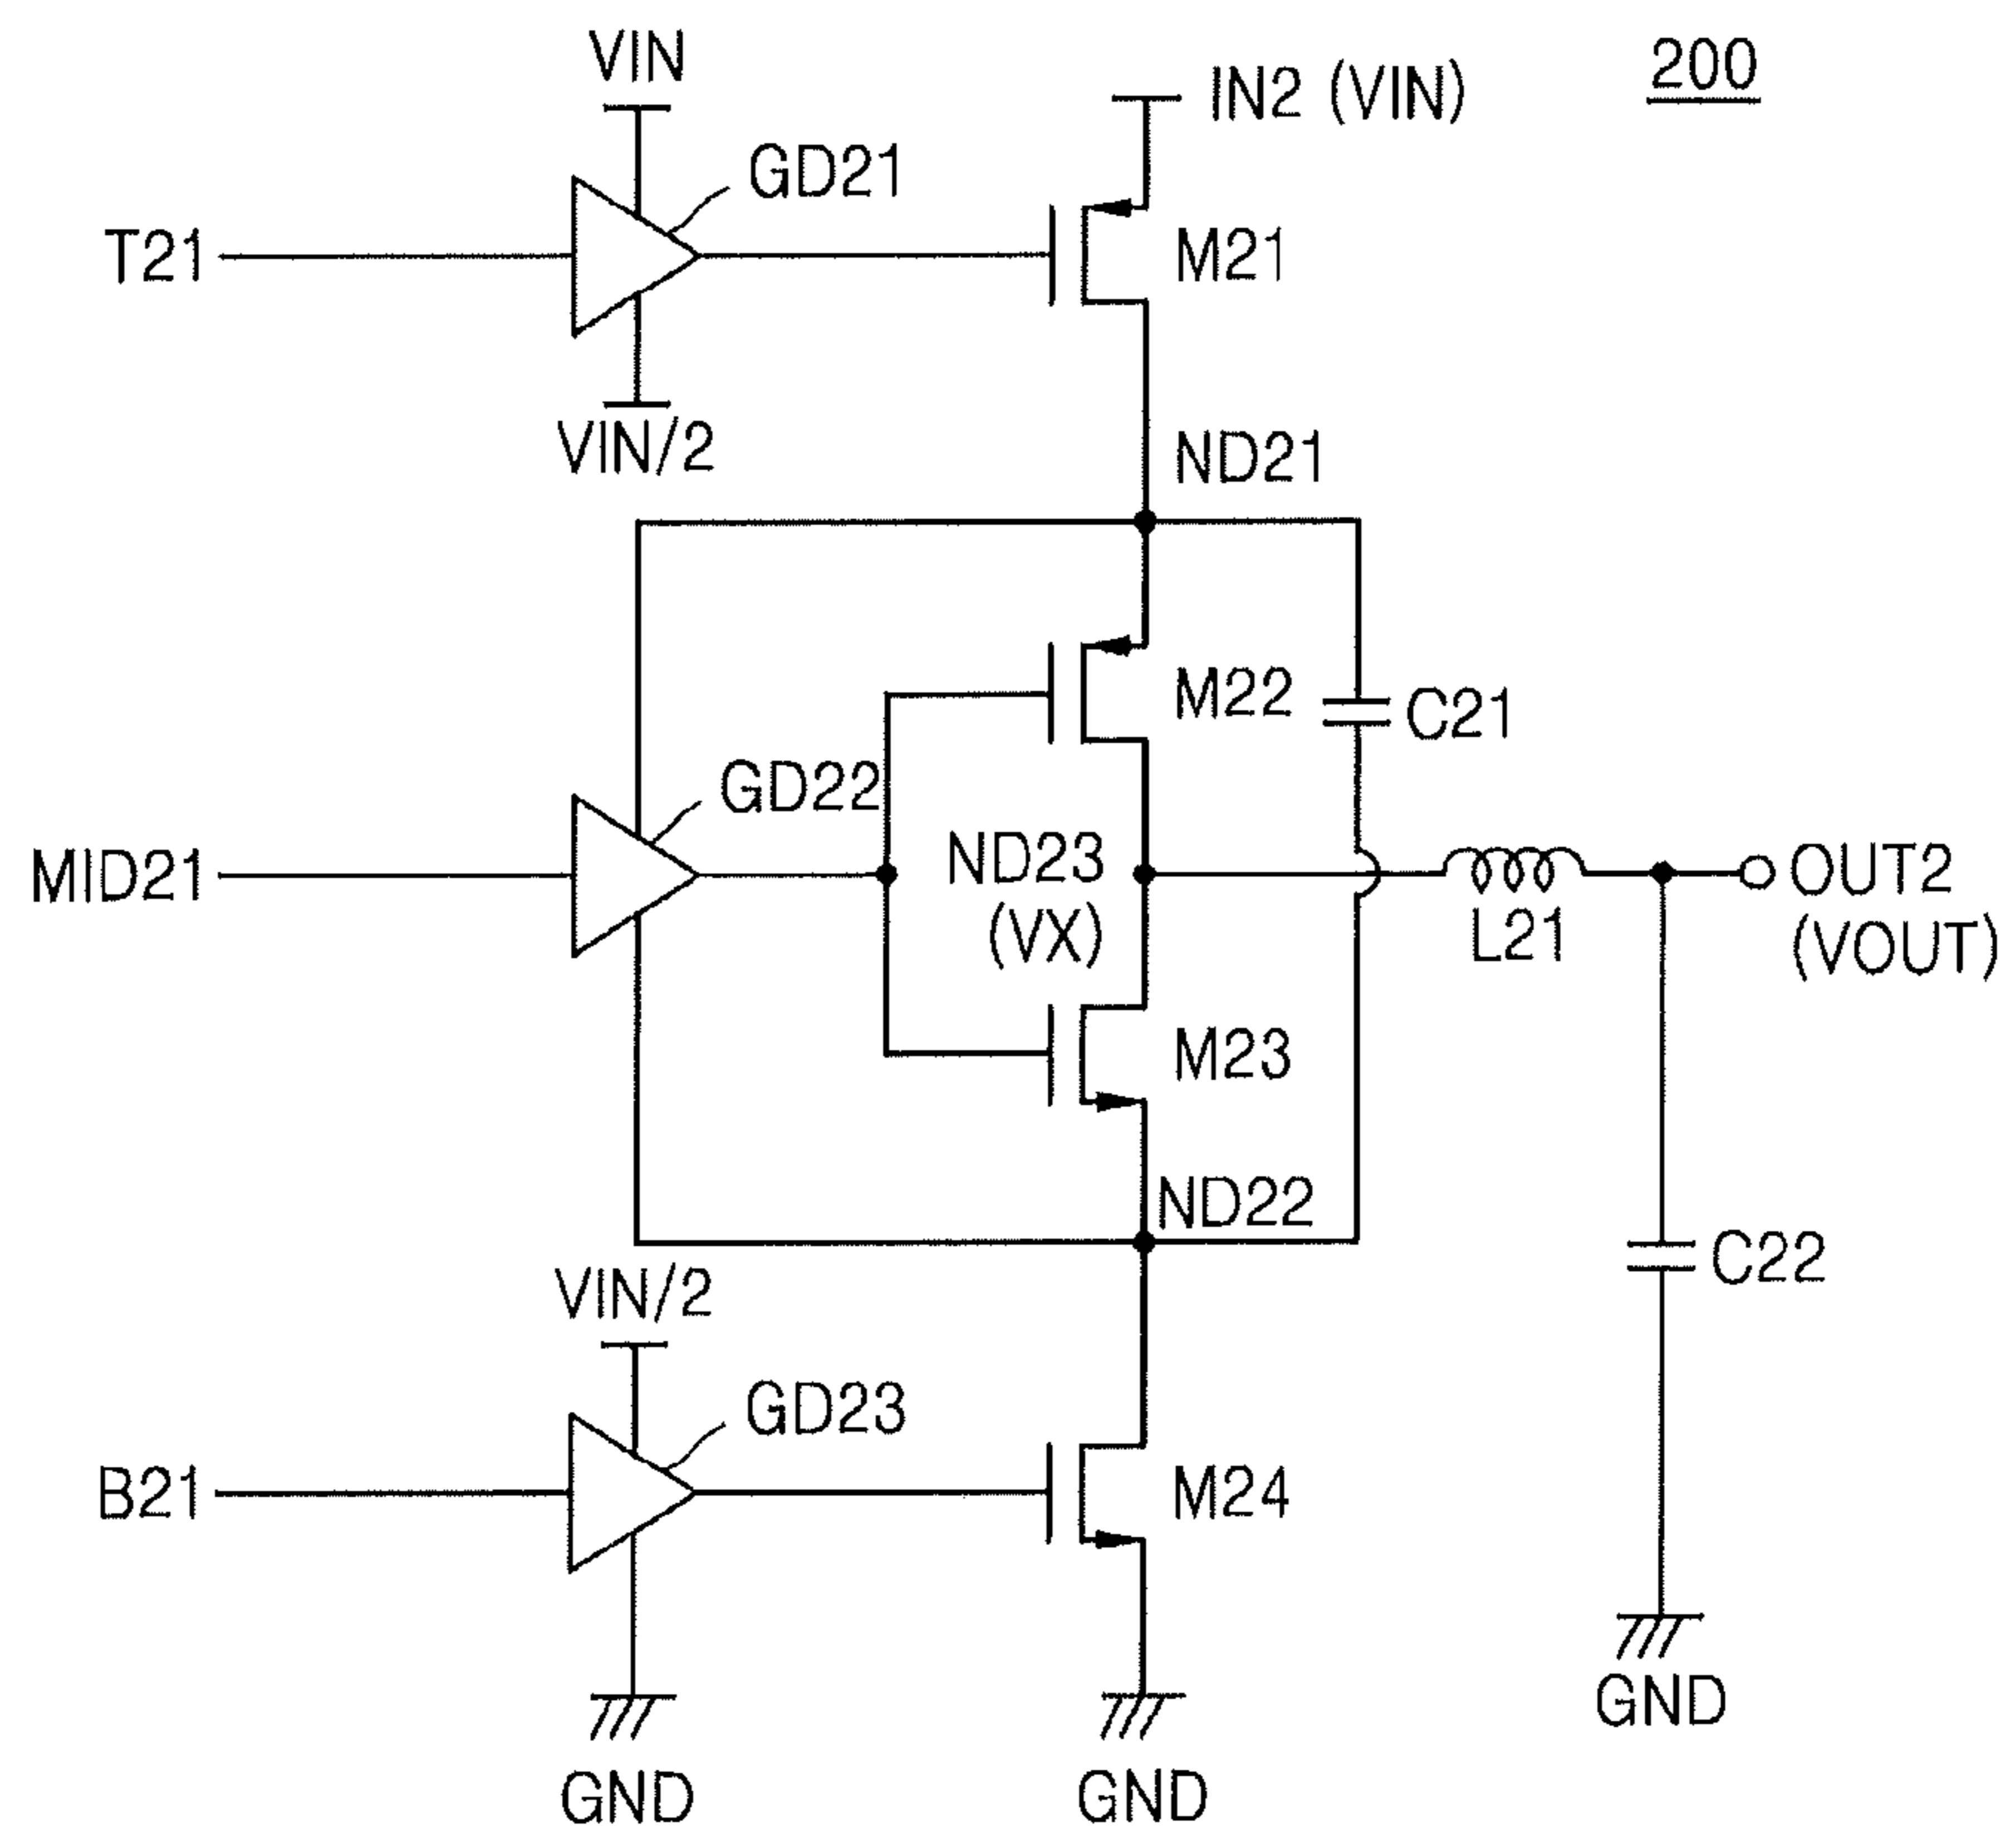 VIN
IN2 (VIN)
200
GD21
T21
M21
VIN/2
ND21
M22
C21
GD22
MID21
ND23
(VX)
OUT2
(VOUT)
L21
M23
ND22
VIN/2
C22
GD23
B21
M24
GND
GND
GND